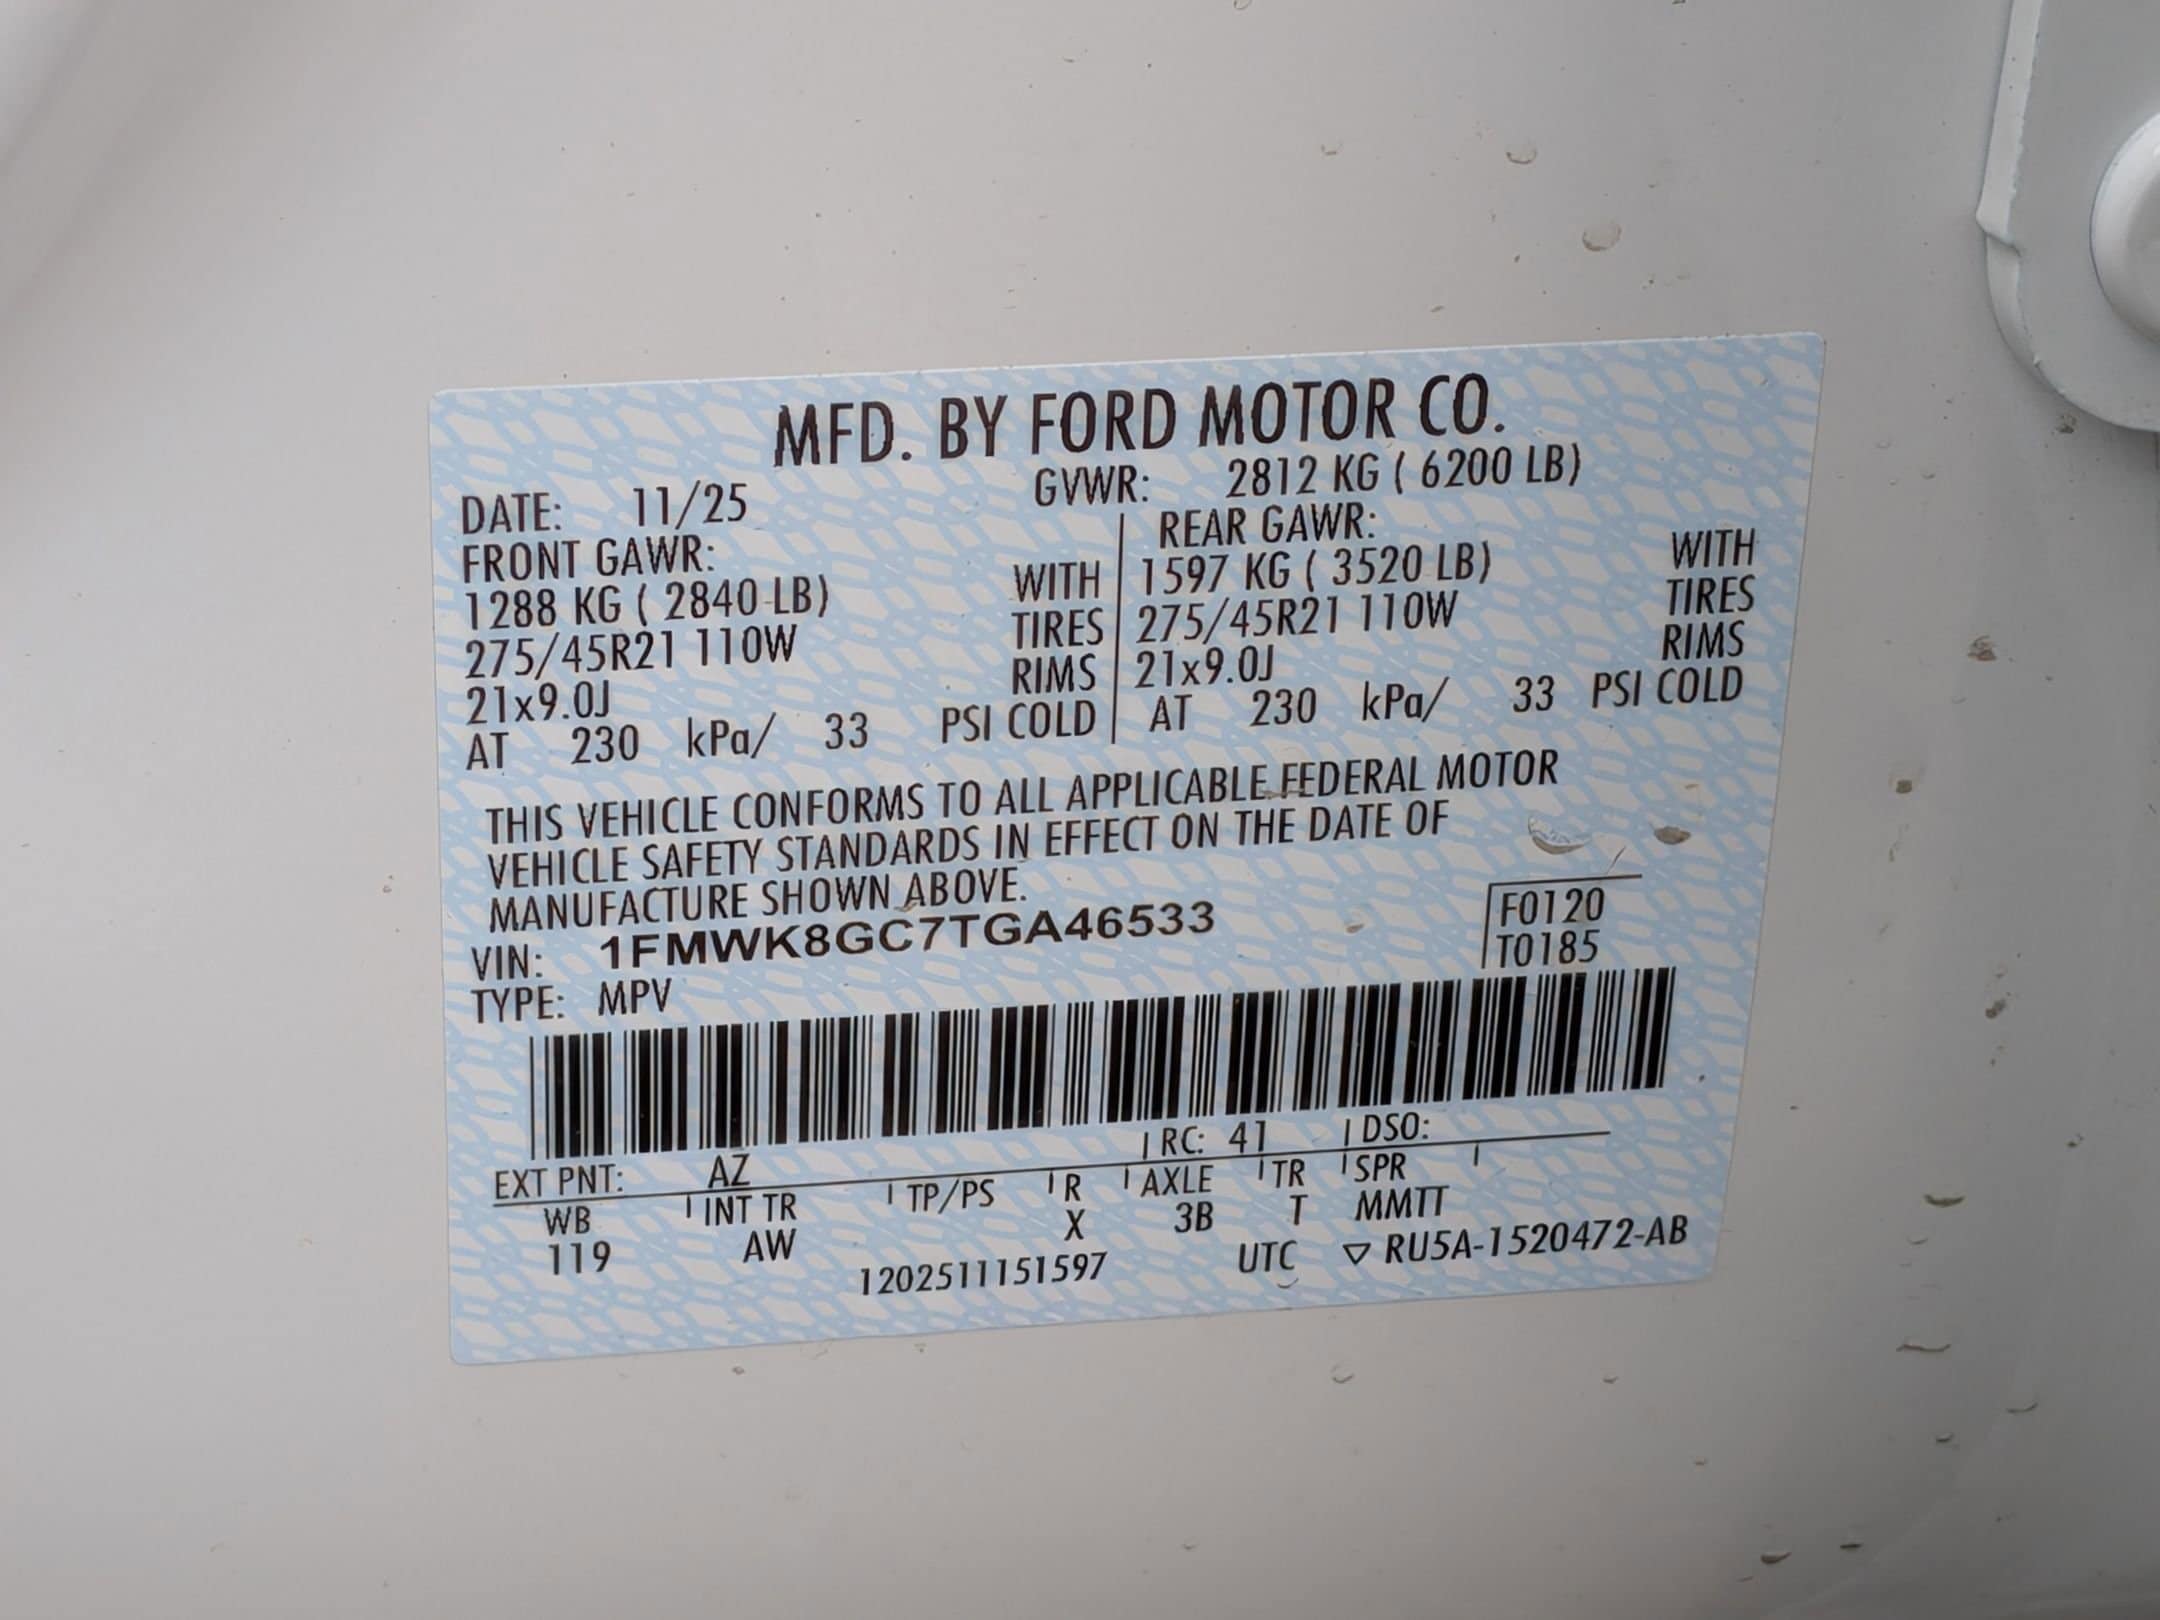 MFD. BY FORD MOTOR CO.
DATE: 11/25 GVWR: 2812 KG ( 6200 LB)
FRONT GAWR: REAR GAWR:
1288 KG ( 2840 LB) WITH 1597 KG ( 3520 LB) WITH
275/45R21 110W TIRES 275/45R21 110W TIRES
21x9.0J RIMS 21x9.0J RIMS
AT 230 kPa/ 33 PSI COLD AT 230 kPa/ 33 PSI COLD
THIS VEHICLE CONFORMS TO ALL APPLICABLE FEDERAL MOTOR
VEHICLE SAFETY STANDARDS IN EFFECT ON THE DATE OF
MANUFACTURE SHOWN ABOVE.
VIN: 1FMWK8GC7TGA46533 F0120
TYPE: MPV T0185
EXT PNT: AZ RC: 41 DSO:
WB INT TR TP/PS R AXLE TR SPR
119 AW X 3B T MMTT
1202511151597 UTC ▽ RU5A-1520472-AB